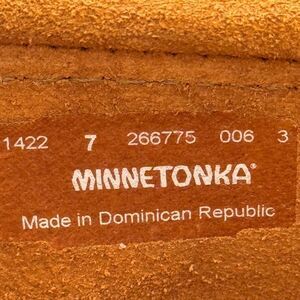 1422 7 266775 006 3
MINNETONKA®
Made in Dominican Republic